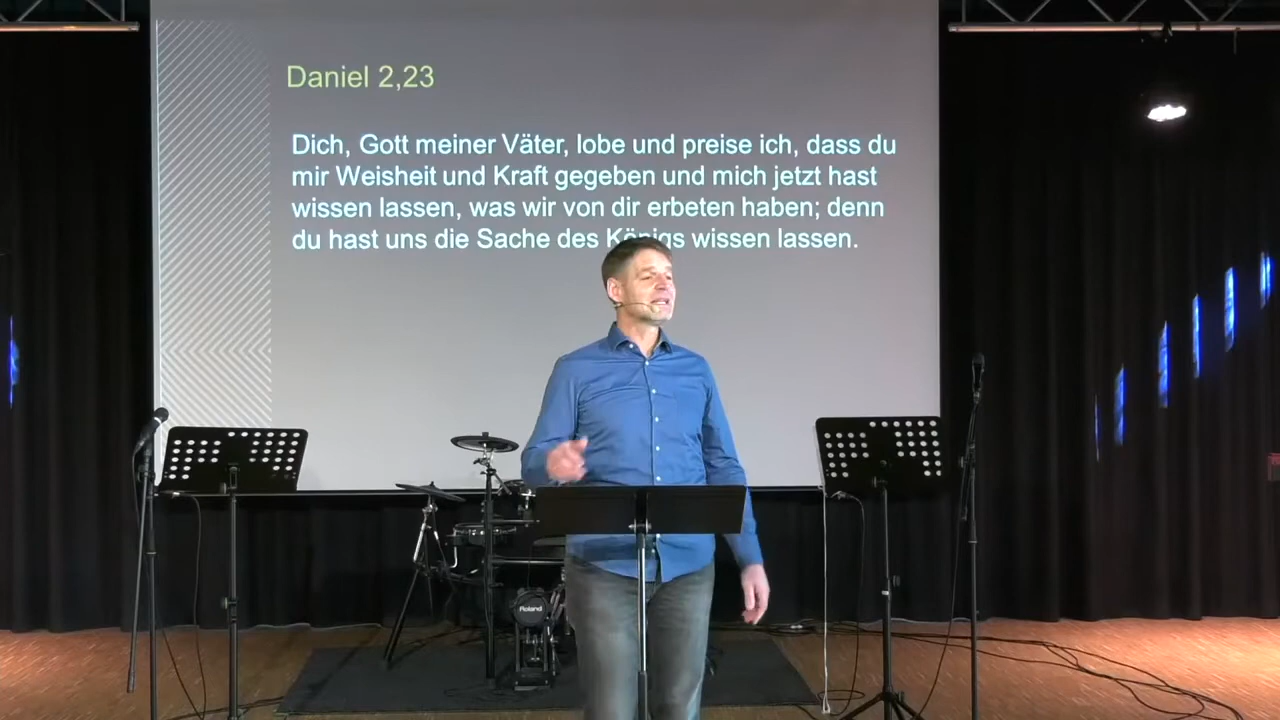 Daniel 2,23
Dich, Gott meiner Väter, lobe und preise ich, dass du
mir Weisheit und Kraft gegeben und mich jetzt hast
wissen lassen, was wir von dir erbeten haben; denn
du hast uns die Sache des Königs wissen lassen.
Roland